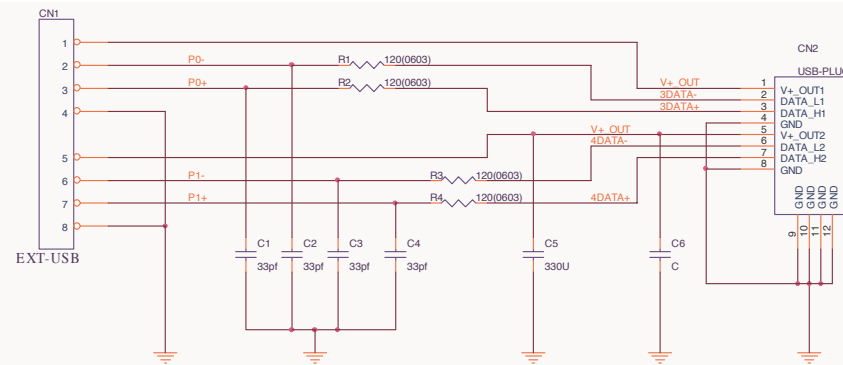 CN1
1
2
3
4
5
6
7
8
EXT-USB
P0-
P0+
P1-
P1+
R1 120(0603)
R2 120(0603)
R3 120(0603)
R4 120(0603)
C1
33pf
C2
33pf
C3
33pf
C4
33pf
C5
330U
C6
C
V+_OUT
3DATA-
3DATA+
V+_OUT
4DATA-
4DATA+
CN2
USB-PLUG
1 V+_OUT1
2 DATA_L1
3 DATA_H1
4 GND
5 V+_OUT2
6 DATA_L2
7 DATA_H2
8 GND
GND
GND
GND
GND
9
10
11
12